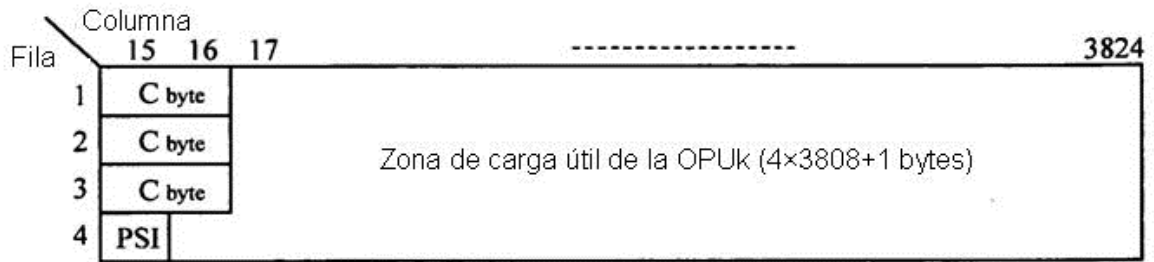 Columna
Fila 15 16 17 ------------------ 3824
1 C byte
2 C byte
Zona de carga útil de la OPUk (4×3808+1 bytes)
3 C byte
4 PSI